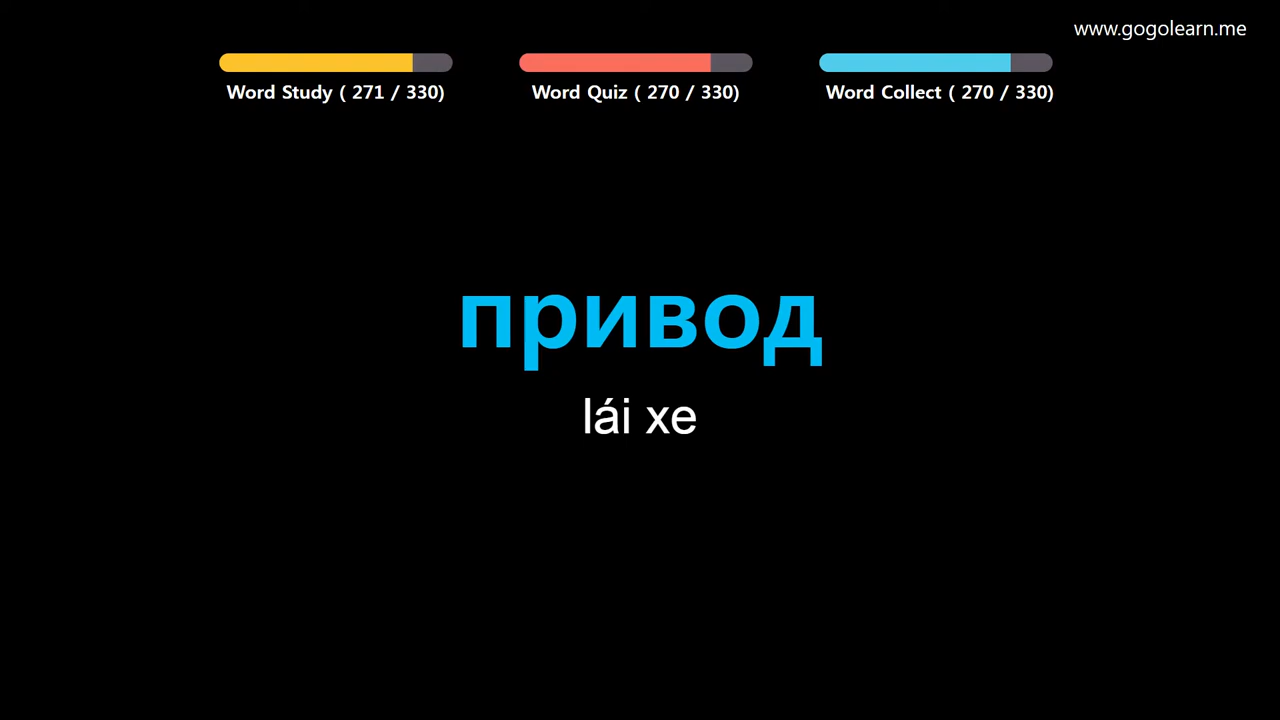 www.gogolearn.me
Word Study ( 271 / 330)
Word Quiz ( 270 / 330)
Word Collect ( 270 / 330)
привод
lái xe